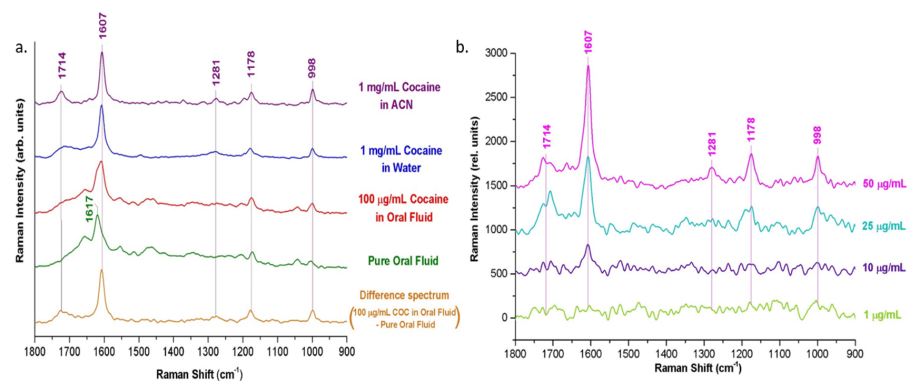 a.
1714
1607
1281
1178
998
1 mg/mL Cocaine
in ACN
1 mg/mL Cocaine
in Water
100 µg/mL Cocaine
in Oral Fluid
1617
Pure Oral Fluid
Difference spectrum
(100 µg/mL COC in Oral Fluid
- Pure Oral Fluid)
Raman Intensity (arb. units)
1800 1700 1600 1500 1400 1300 1200 1100 1000 900
Raman Shift (cm-1)
b.
3000
2500
2000
1500
1000
500
0
Raman Intensity (rel. units)
1714
1607
1281
1178
998
50 µg/mL
25 µg/mL
10 µg/mL
1 µg/mL
1800 1700 1600 1500 1400 1300 1200 1100 1000 900
Raman Shift (cm-1)